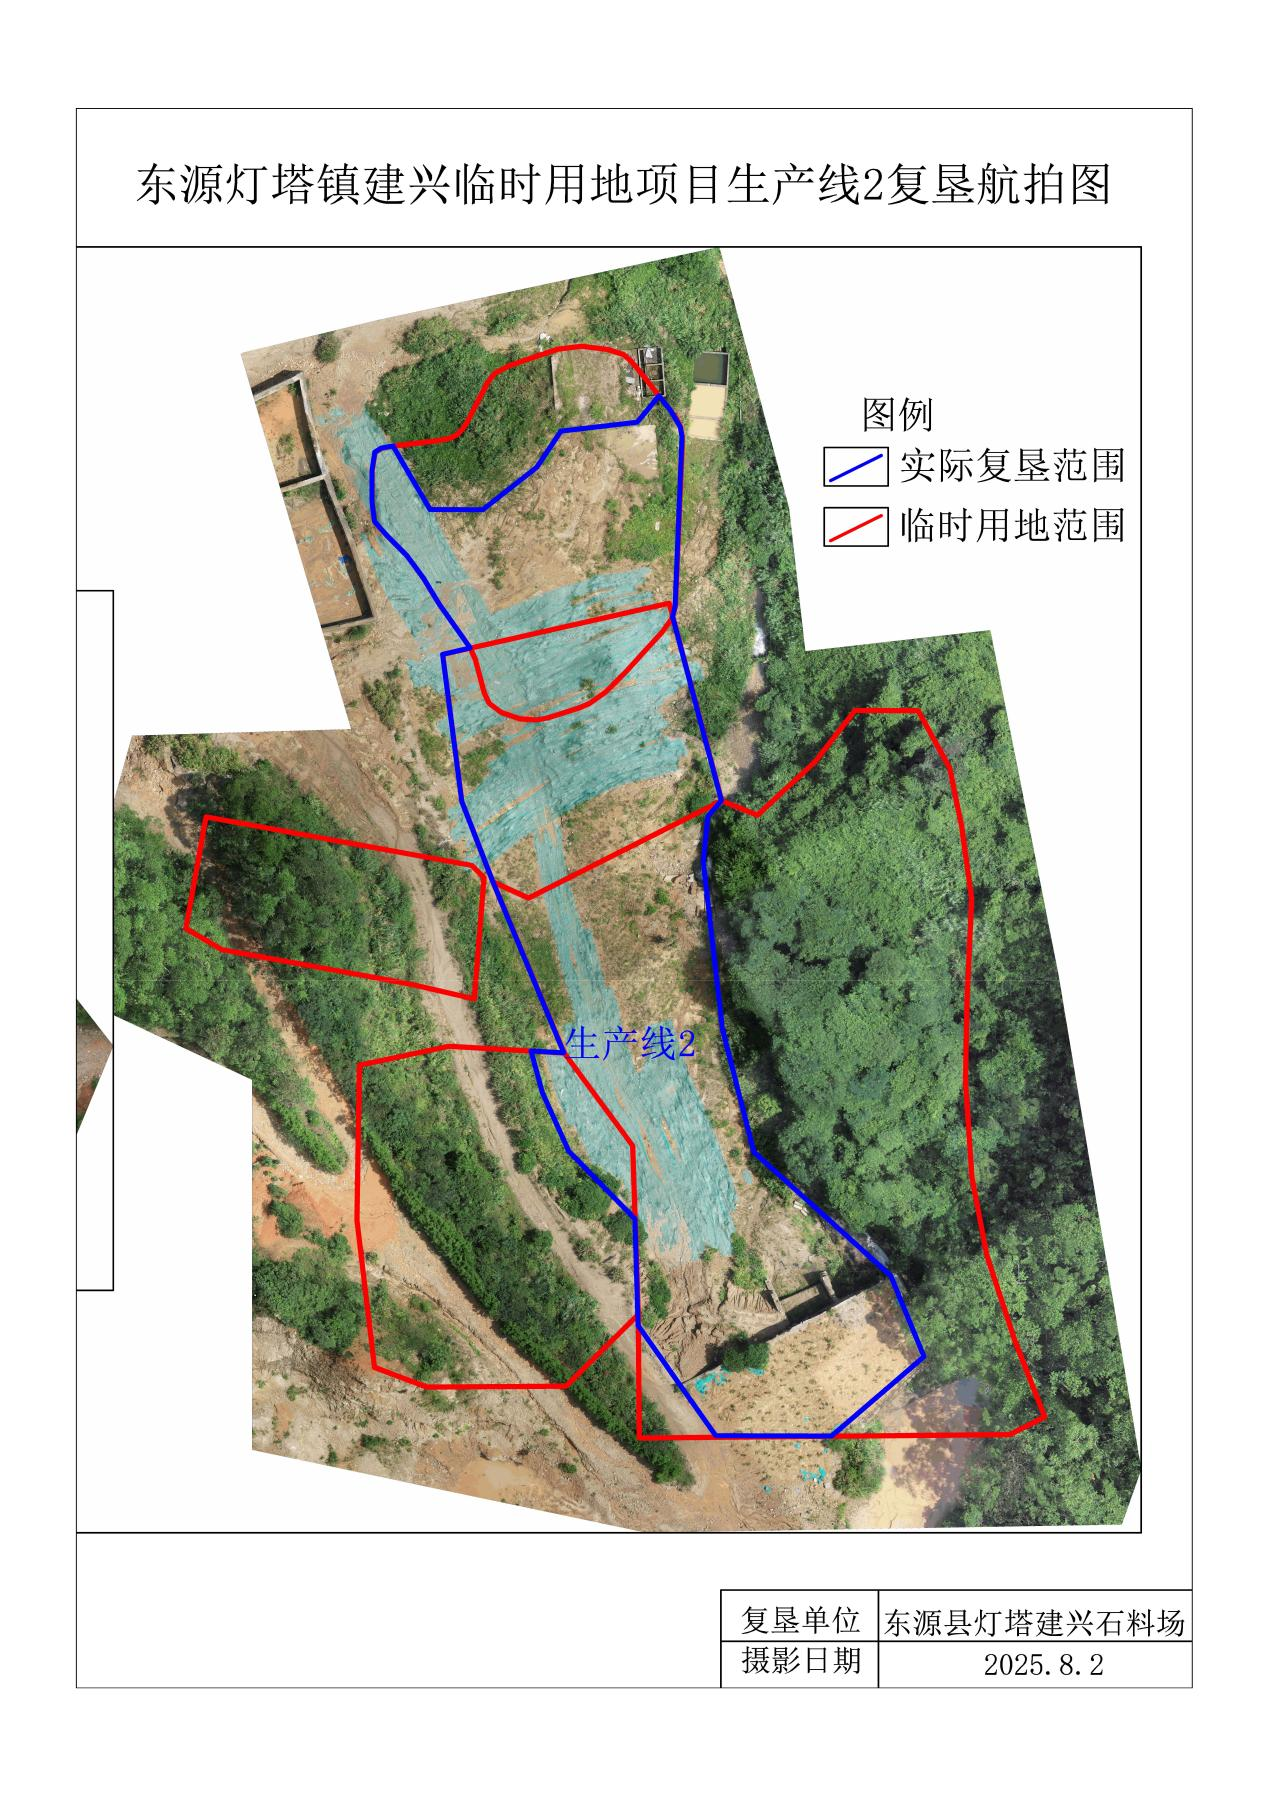 东源灯塔镇建兴临时用地项目生产线2复垦航拍图
图例
实际复垦范围
临时用地范围
生产线2
复垦单位 东源县灯塔建兴石料场
摄影日期 2025.8.2